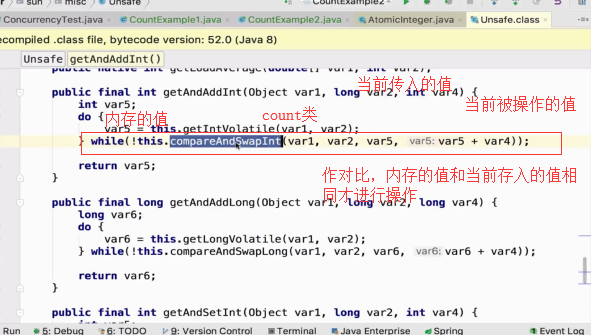 sun misc Unsafe CountExample2
ConcurrencyTest.java CountExample1.java CountExample2.java AtomicInteger.java Unsafe.class
ecompiled .class file, bytecode version: 52.0 (Java 8)
Unsafe getAndAddInt()
public native int getLoadAverage(double[] var1, int var2);
当前传入的值
public final int getAndAddInt(Object var1, long var2, int var4) {
当前被操作的值
int var5;
内存的值
count类
do {
var5 = this.getIntVolatile(var1, var2);
} while(!this.compareAndSwapInt(var1, var2, var5, var5: var5 + var4));
return var5;
作对比，内存的值和当前存入的值相
同才进行操作
}
public final long getAndAddLong(Object var1, long var2, long var4) {
long var6;
do {
var6 = this.getLongVolatile(var1, var2);
} while(!this.compareAndSwapLong(var1, var2, var6, var6: var6 + var4));
return var6;
}
public final int getAndSetInt(Object var1, long var2, int var4) {
Run 5: Debug 6: TODO 9: Version Control Terminal Java Enterprise Spring Event Log